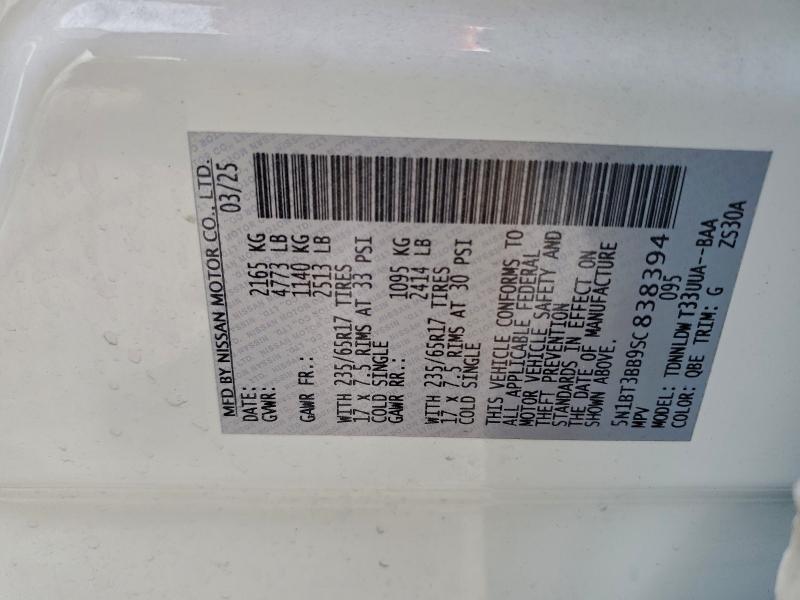 MFD BY NISSAN MOTOR CO., LTD.
DATE: 03/25
GVWR: 2165 KG
4773 LB
GAWR FR.: 1140 KG
2513 LB
WITH 235/65R17 TIRES
17 X 7.5 RIMS AT 33 PSI
COLD SINGLE
GAWR RR.: 1095 KG
2414 LB
WITH 235/65R17 TIRES
17 X 7.5 RIMS AT 30 PSI
COLD SINGLE
THIS VEHICLE CONFORMS TO
ALL APPLICABLE FEDERAL
MOTOR VEHICLE SAFETY AND
THEFT PREVENTION
STANDARDS IN EFFECT ON
THE DATE OF MANUFACTURE
SHOWN ABOVE.
5N1BT3BB9SC838394
MPV 095
MODEL: TDNNLDW T33UUA--BAA
COLOR: QBE TRIM: G ZS30A